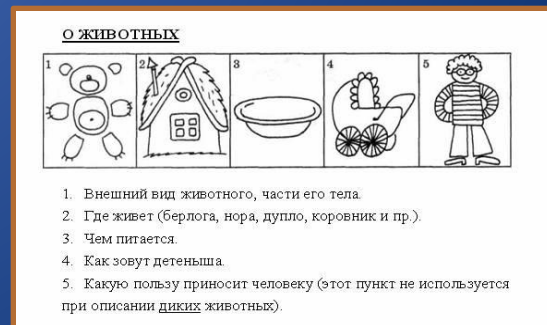 О ЖИВОТНЫХ
1 2 3 4 5
1. Внешний вид животного, части его тела.
2. Где живет (берлога, нора, дупло, коровник и пр.).
3. Чем питается.
4. Как зовут детеныша.
5. Какую пользу приносит человеку (этот пункт не используется
при описании диких животных).